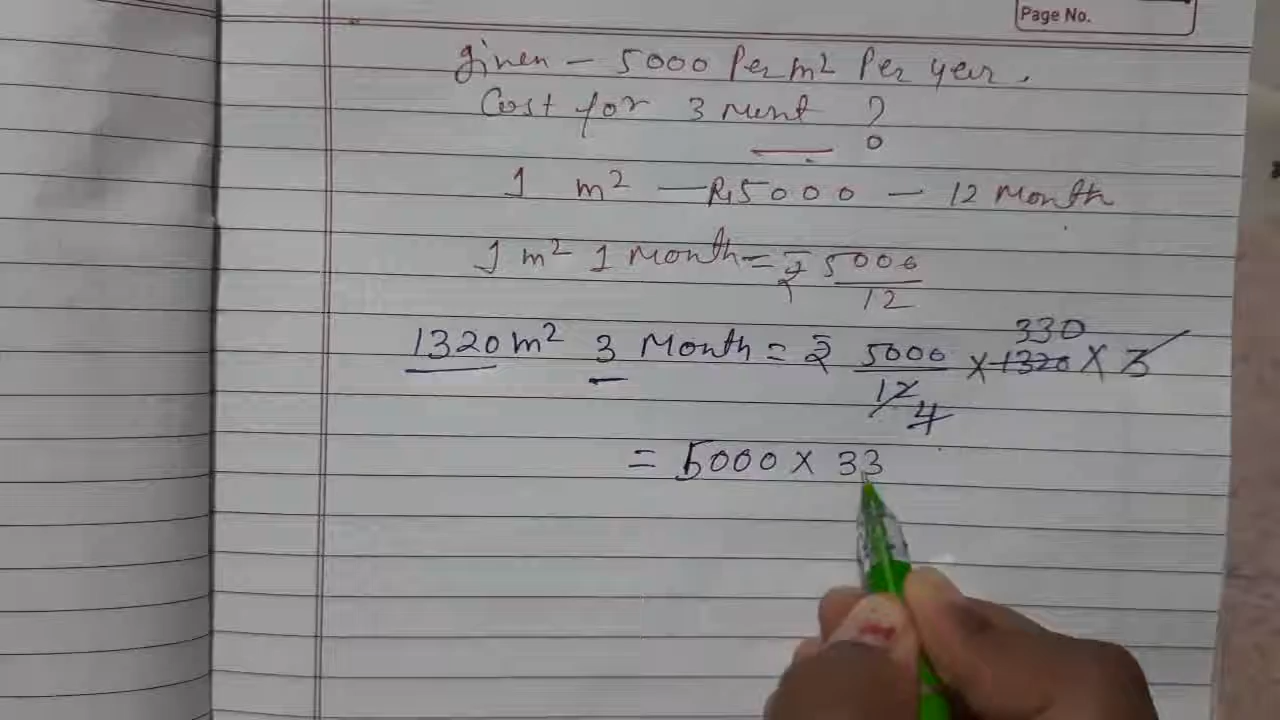 Page No.
given - 5000 Per m2 Per year.
Cost for 3 Munt ?
1 m² — Rs5000 — 12 Month
1 m² 1 Month = ₹ 5000/12
1320 m² 3 Month = ₹ 5000/12 × 1320 × 3
330
4
= 5000 × 33